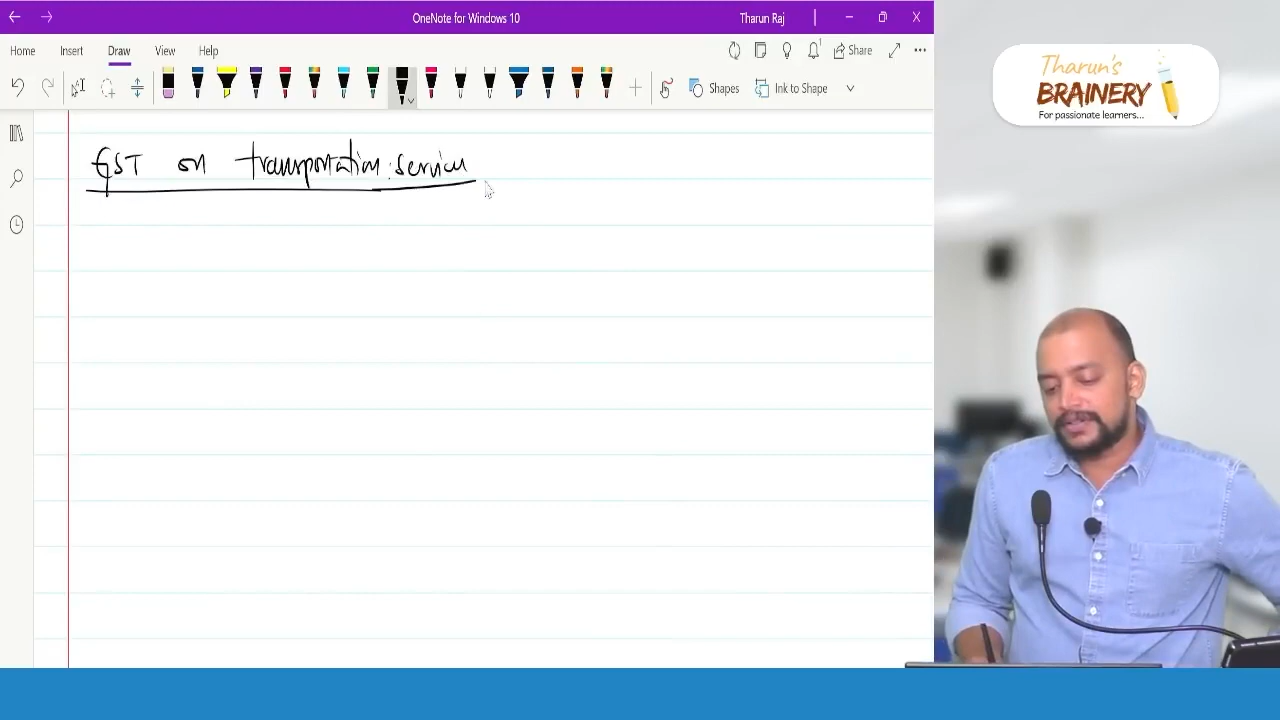 OneNote for Windows 10
Tharun Raj
Home Insert Draw View Help
Share
Shapes
Ink to Shape
GST on transportation service
Tharun's
BRAINERY
For passionate learners...